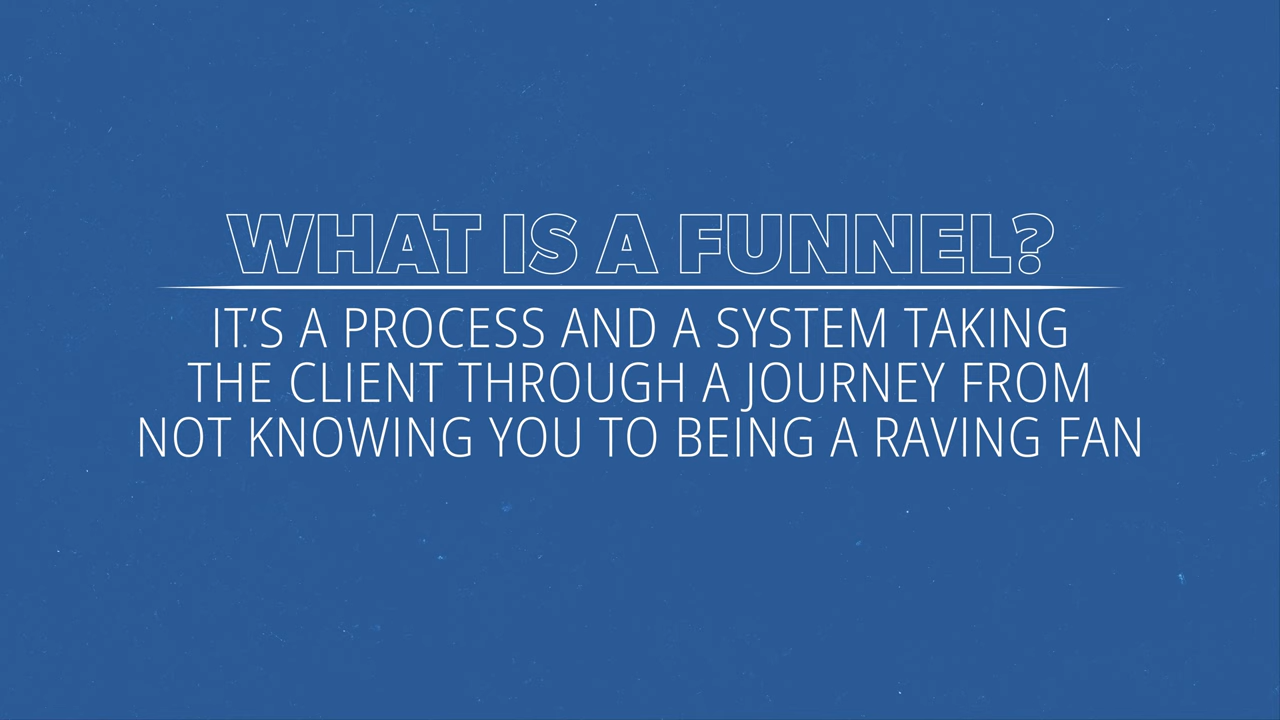 WHAT IS A FUNNEL?
IT’S A PROCESS AND A SYSTEM TAKING
THE CLIENT THROUGH A JOURNEY FROM
NOT KNOWING YOU TO BEING A RAVING FAN